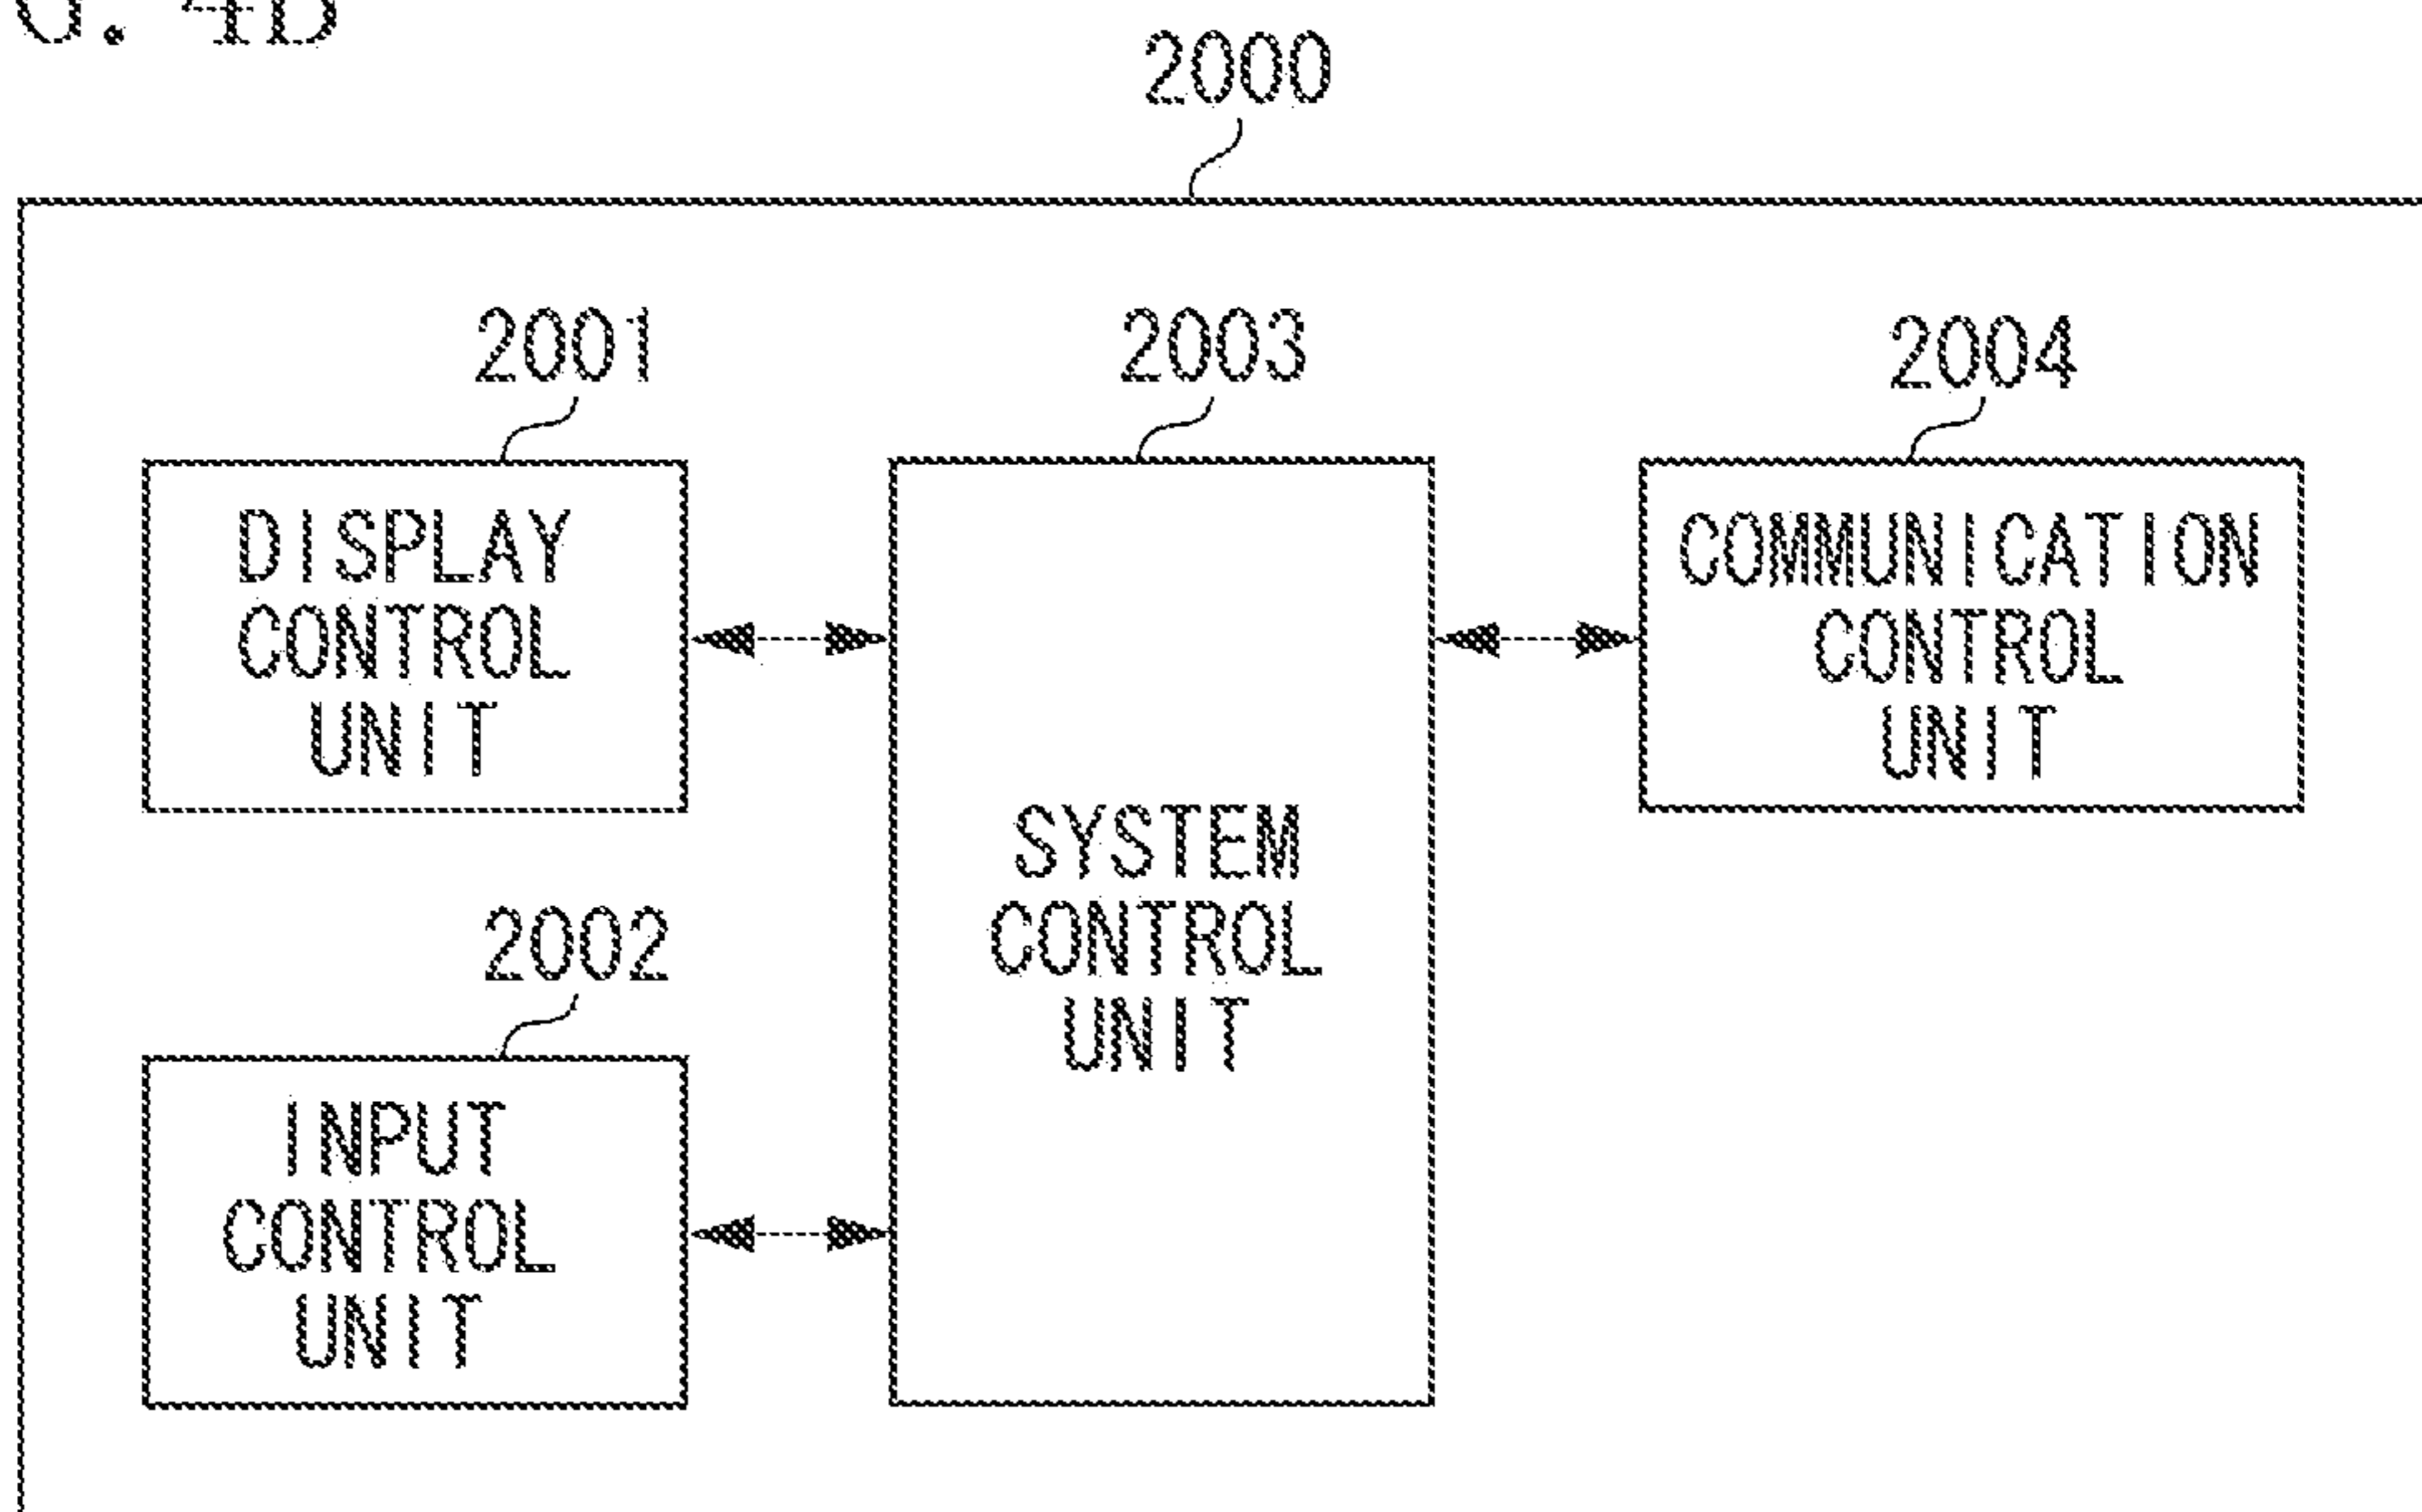 2000
2001
2003
2004
DISPLAY
CONTROL
UNIT
SYSTEM
CONTROL
UNIT
COMMUNICATION
CONTROL
UNIT
2002
INPUT
CONTROL
UNIT